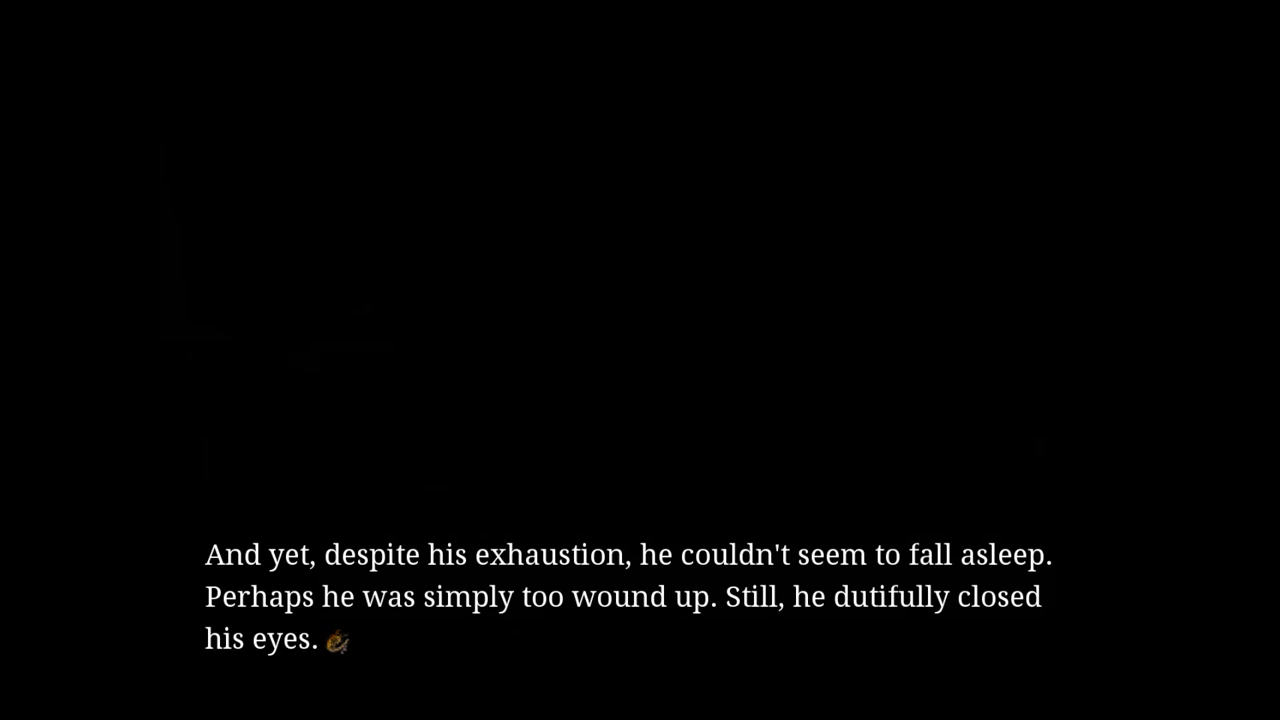 And yet, despite his exhaustion, he couldn't seem to fall asleep.
Perhaps he was simply too wound up. Still, he dutifully closed
his eyes.